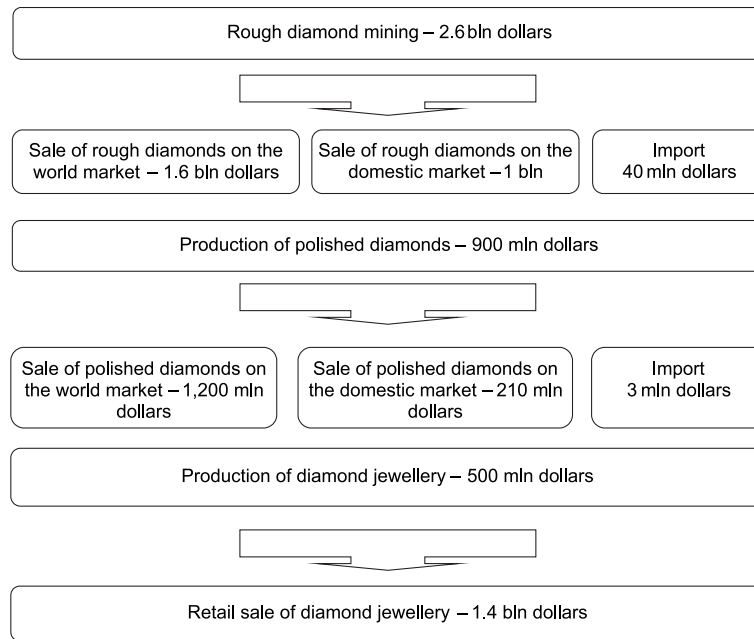 Rough diamond mining – 2.6 bln dollars
Sale of rough diamonds on the
world market – 1.6 bln dollars
Sale of rough diamonds on the
domestic market – 1 bln
Import
40 mln dollars
Production of polished diamonds – 900 mln dollars
Sale of polished diamonds on
the world market – 1,200 mln
dollars
Sale of polished diamonds on
the domestic market – 210 mln
dollars
Import
3 mln dollars
Production of diamond jewellery – 500 mln dollars
Retail sale of diamond jewellery – 1.4 bln dollars